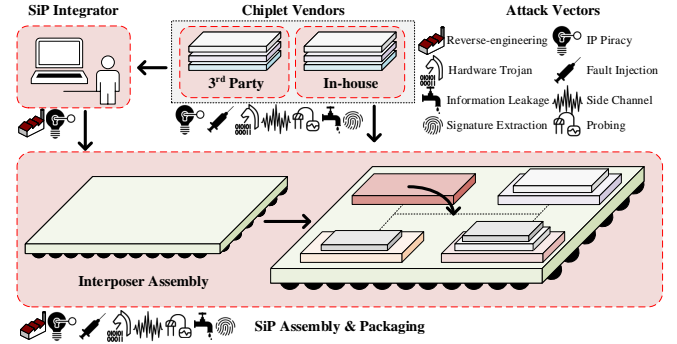 SiP Integrator
Chiplet Vendors
Attack Vectors
3rd Party
In-house
Reverse-engineering
IP Piracy
Hardware Trojan
Fault Injection
Information Leakage
Side Channel
Signature Extraction
Probing
Interposer Assembly
SiP Assembly & Packaging